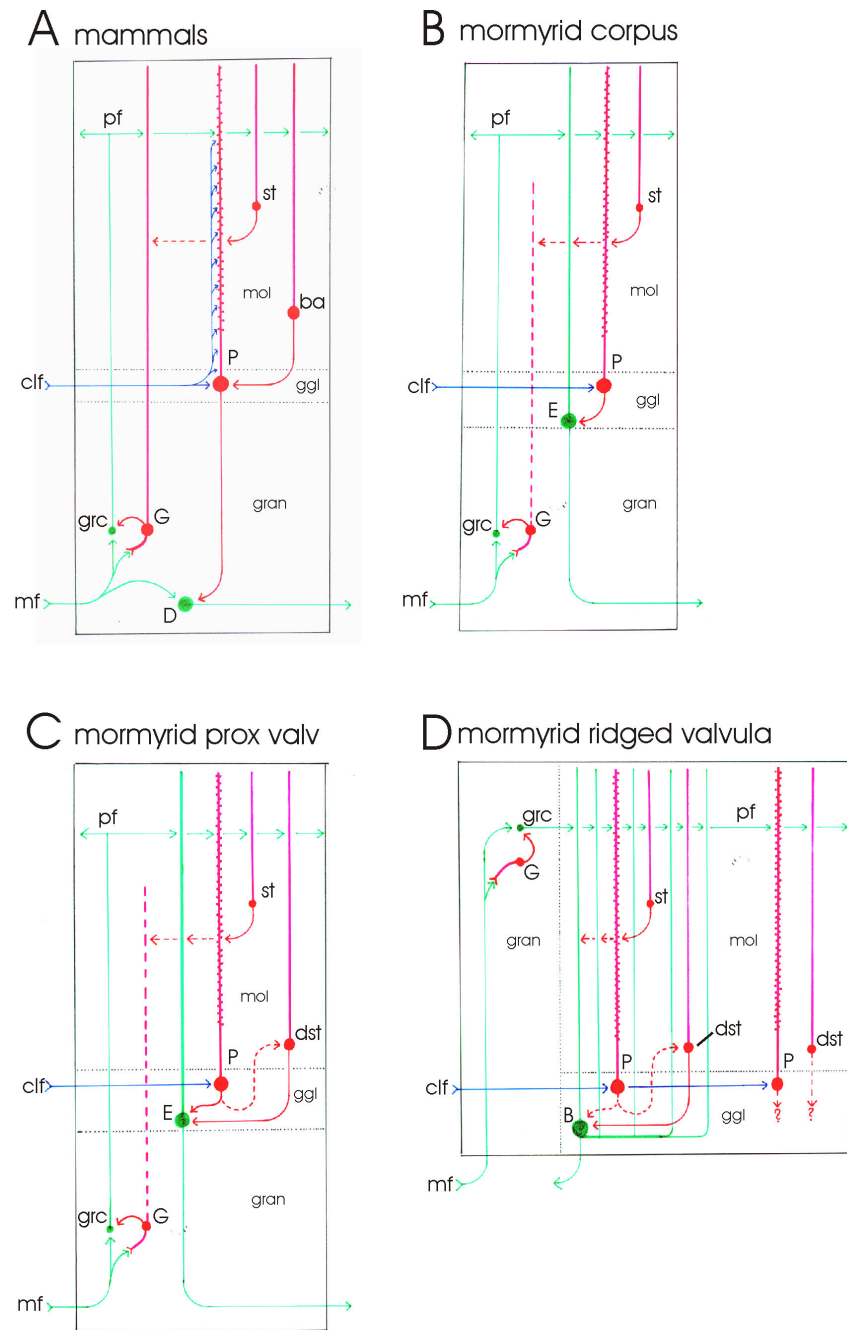 A mammals
pf
st
mol
ba
P
clf
ggl
gran
grc
G
mf
D
B mormyrid corpus
pf
st
mol
P
clf
ggl
E
gran
grc
G
mf
C mormyrid prox valv
pf
st
mol
dst
P
clf
ggl
E
gran
grc
G
mf
D mormyrid ridged valvula
grc
pf
G
st
gran
mol
dst
dst
P
P
clf
B
ggl
?
?
mf